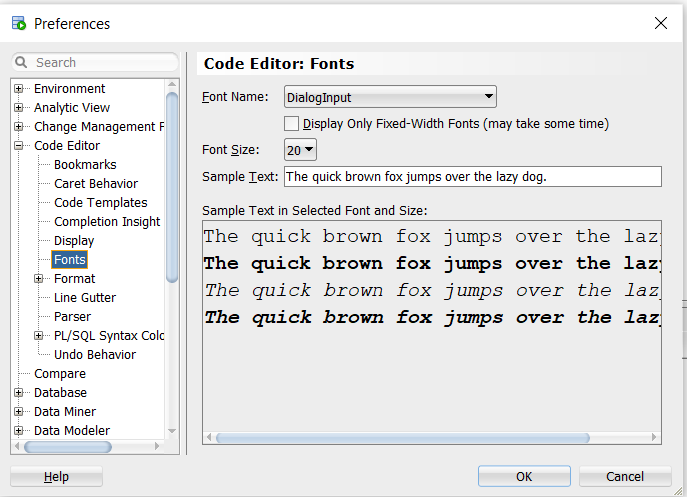 Preferences
Search
Environment
Analytic View
Change Management F
Code Editor
Bookmarks
Caret Behavior
Code Templates
Completion Insight
Display
Fonts
Format
Line Gutter
Parser
PL/SQL Syntax Colo
Undo Behavior
Compare
Database
Data Miner
Data Modeler
Code Editor: Fonts
Font Name: DialogInput
Display Only Fixed-Width Fonts (may take some time)
Font Size: 20
Sample Text: The quick brown fox jumps over the lazy dog.
Sample Text in Selected Font and Size:
The quick brown fox jumps over the lazy
The quick brown fox jumps over the lazy
The quick brown fox jumps over the lazy
The quick brown fox jumps over the lazy
Help
OK
Cancel